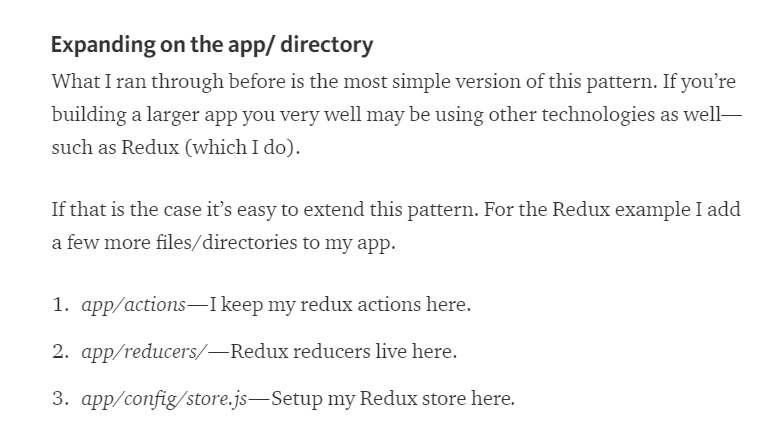 Expanding on the app/ directory
What I ran through before is the most simple version of this pattern. If you’re
building a larger app you very well may be using other technologies as well—
such as Redux (which I do).
If that is the case it’s easy to extend this pattern. For the Redux example I add
a few more files/directories to my app.
1. app/actions—I keep my redux actions here.
2. app/reducers/—Redux reducers live here.
3. app/config/store.js—Setup my Redux store here.